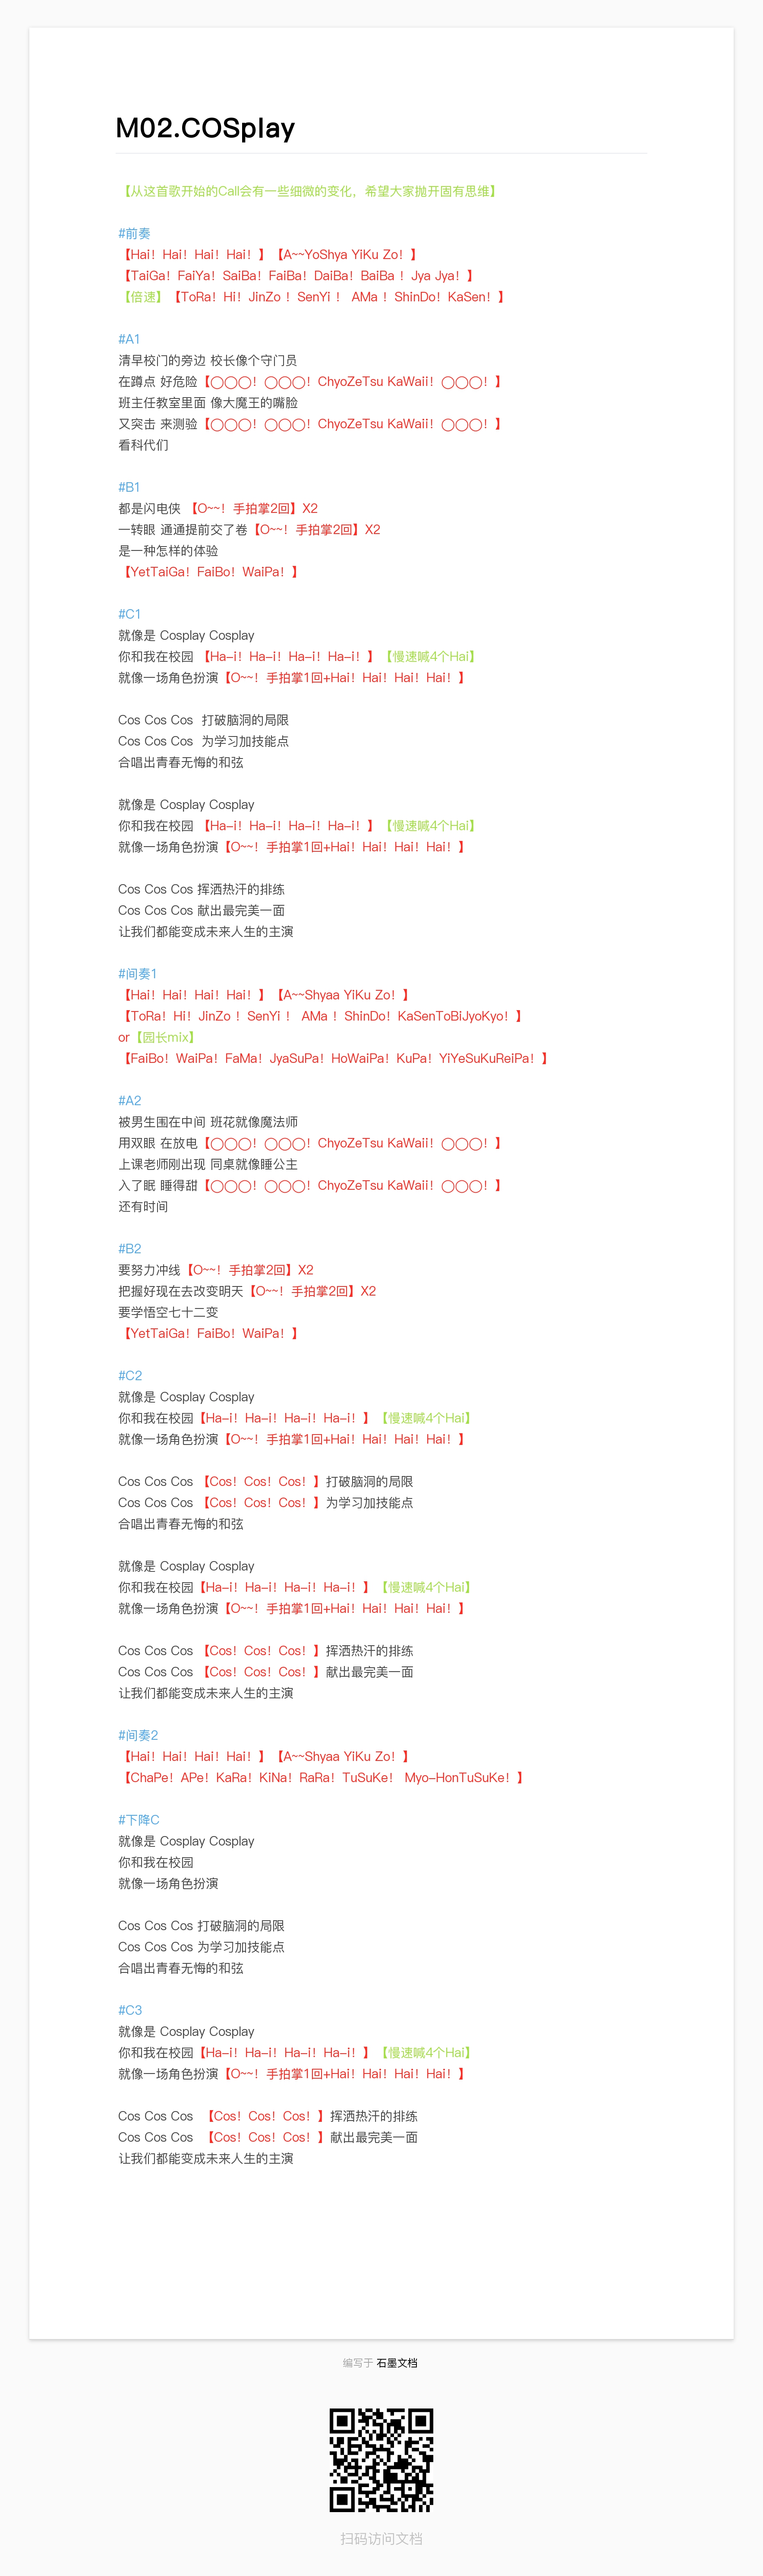 M02.COSplay
【从这首歌开始的Call会有一些细微的变化，希望大家抛开固有思维】
#前奏
【Hai！Hai！Hai！Hai！】【A~~YoShya YiKu Zo！】
【TaiGa！FaiYa！SaiBa！FaiBa！DaiBa！BaiBa！Jya Jya！】
【倍速】【ToRa！Hi！JinZo！SenYi！ AMa！ShinDo！KaSen！】
#A1
清早校门的旁边 校长像个守门员
在蹲点 好危险【◯◯◯！◯◯◯！ChyoZeTsu KaWaii！◯◯◯！】
班主任教室里面 像大魔王的嘴脸
又突击 来测验【◯◯◯！◯◯◯！ChyoZeTsu KaWaii！◯◯◯！】
看科代们
#B1
都是闪电侠 【O~~！手拍掌2回】X2
一转眼 通通提前交了卷【O~~！手拍掌2回】X2
是一种怎样的体验
【YetTaiGa！FaiBo！WaiPa！】
#C1
就像是 Cosplay Cosplay
你和我在校园 【Ha-i！Ha-i！Ha-i！Ha-i！】【慢速喊4个Hai】
就像一场角色扮演【O~~！手拍掌1回+Hai！Hai！Hai！Hai！】
Cos Cos Cos  打破脑洞的局限
Cos Cos Cos  为学习加技能点
合唱出青春无悔的和弦
就像是 Cosplay Cosplay
你和我在校园 【Ha-i！Ha-i！Ha-i！Ha-i！】【慢速喊4个Hai】
就像一场角色扮演【O~~！手拍掌1回+Hai！Hai！Hai！Hai！】
Cos Cos Cos 挥洒热汗的排练
Cos Cos Cos 献出最完美一面
让我们都能变成未来人生的主演
#间奏1
【Hai！Hai！Hai！Hai！】【A~~Shyaa YiKu Zo！】
【ToRa！Hi！JinZo！SenYi！ AMa！ShinDo！KaSenToBiJyoKyo！】
or【园长mix】
【FaiBo！WaiPa！FaMa！JyaSuPa！HoWaiPa！KuPa！YiYeSuKuReiPa！】
#A2
被男生围在中间 班花就像魔法师
用双眼 在放电【◯◯◯！◯◯◯！ChyoZeTsu KaWaii！◯◯◯！】
上课老师刚出现 同桌就像睡公主
入了眠 睡得甜【◯◯◯！◯◯◯！ChyoZeTsu KaWaii！◯◯◯！】
还有时间
#B2
要努力冲线【O~~！手拍掌2回】X2
把握好现在去改变明天【O~~！手拍掌2回】X2
要学悟空七十二变
【YetTaiGa！FaiBo！WaiPa！】
#C2
就像是 Cosplay Cosplay
你和我在校园【Ha-i！Ha-i！Ha-i！Ha-i！】【慢速喊4个Hai】
就像一场角色扮演【O~~！手拍掌1回+Hai！Hai！Hai！Hai！】
Cos Cos Cos 【Cos！Cos！Cos！】打破脑洞的局限
Cos Cos Cos 【Cos！Cos！Cos！】为学习加技能点
合唱出青春无悔的和弦
就像是 Cosplay Cosplay
你和我在校园【Ha-i！Ha-i！Ha-i！Ha-i！】【慢速喊4个Hai】
就像一场角色扮演【O~~！手拍掌1回+Hai！Hai！Hai！Hai！】
Cos Cos Cos 【Cos！Cos！Cos！】挥洒热汗的排练
Cos Cos Cos 【Cos！Cos！Cos！】献出最完美一面
让我们都能变成未来人生的主演
#间奏2
【Hai！Hai！Hai！Hai！】【A~~Shyaa YiKu Zo！】
【ChaPe！APe！KaRa！KiNa！RaRa！TuSuKe！ Myo-HonTuSuKe！】
#下降C
就像是 Cosplay Cosplay
你和我在校园
就像一场角色扮演
Cos Cos Cos 打破脑洞的局限
Cos Cos Cos 为学习加技能点
合唱出青春无悔的和弦
#C3
就像是 Cosplay Cosplay
你和我在校园【Ha-i！Ha-i！Ha-i！Ha-i！】【慢速喊4个Hai】
就像一场角色扮演【O~~！手拍掌1回+Hai！Hai！Hai！Hai！】
Cos Cos Cos  【Cos！Cos！Cos！】挥洒热汗的排练
Cos Cos Cos  【Cos！Cos！Cos！】献出最完美一面
让我们都能变成未来人生的主演
编写于 石墨文档
扫码访问文档